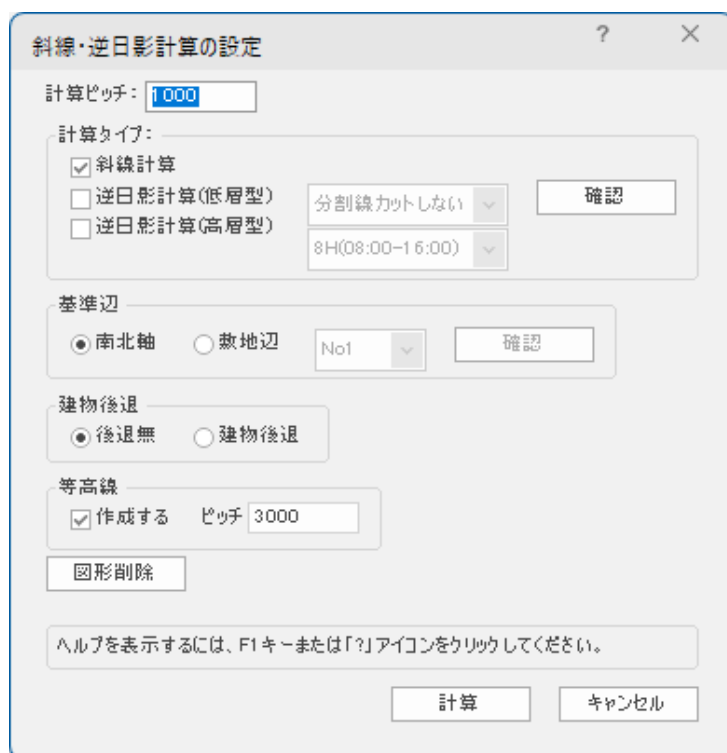 斜線・逆日影計算の設定 ? ×
計算ピッチ: 1000
計算タイプ:
斜線計算
逆日影計算(低層型) 分割線カットしない 確認
逆日影計算(高層型)
8H(08:00-16:00)
基準辺
南北軸 敷地辺 No1 確認
建物後退
後退無 建物後退
等高線
作成する ピッチ 3000
図形削除
ヘルプを表示するには、F1キーまたは「?」アイコンをクリックしてください。
計算 キャンセル